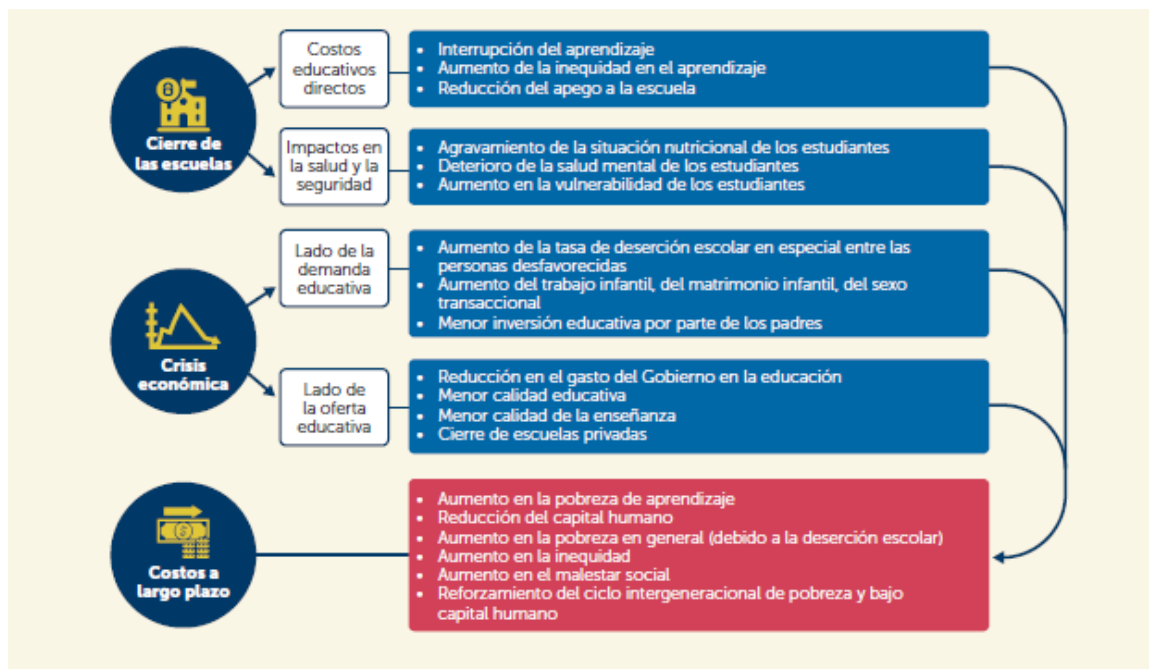 Cierre de
las escuelas
Costos
educativos
directos
• Interrupción del aprendizaje
• Aumento de la inequidad en el aprendizaje
• Reducción del apego a la escuela
Impactos en
la salud y la
seguridad
• Agravamiento de la situación nutricional de los estudiantes
• Deterioro de la salud mental de los estudiantes
• Aumento en la vulnerabilidad de los estudiantes
Crisis
económica
Lado de la
demanda
educativa
• Aumento de la tasa de deserción escolar en especial entre las
personas desfavorecidas
• Aumento del trabajo infantil, del matrimonio infantil, del sexo
transaccional
• Menor inversión educativa por parte de los padres
Lado de
la oferta
educativa
• Reducción en el gasto del Gobierno en la educación
• Menor calidad educativa
• Menor calidad de la enseñanza
• Cierre de escuelas privadas
Costos a
largo plazo
• Aumento en la pobreza de aprendizaje
• Reducción del capital humano
• Aumento en la pobreza en general (debido a la deserción escolar)
• Aumento en la inequidad
• Aumento en el malestar social
• Reforzamiento del ciclo intergeneracional de pobreza y bajo
capital humano